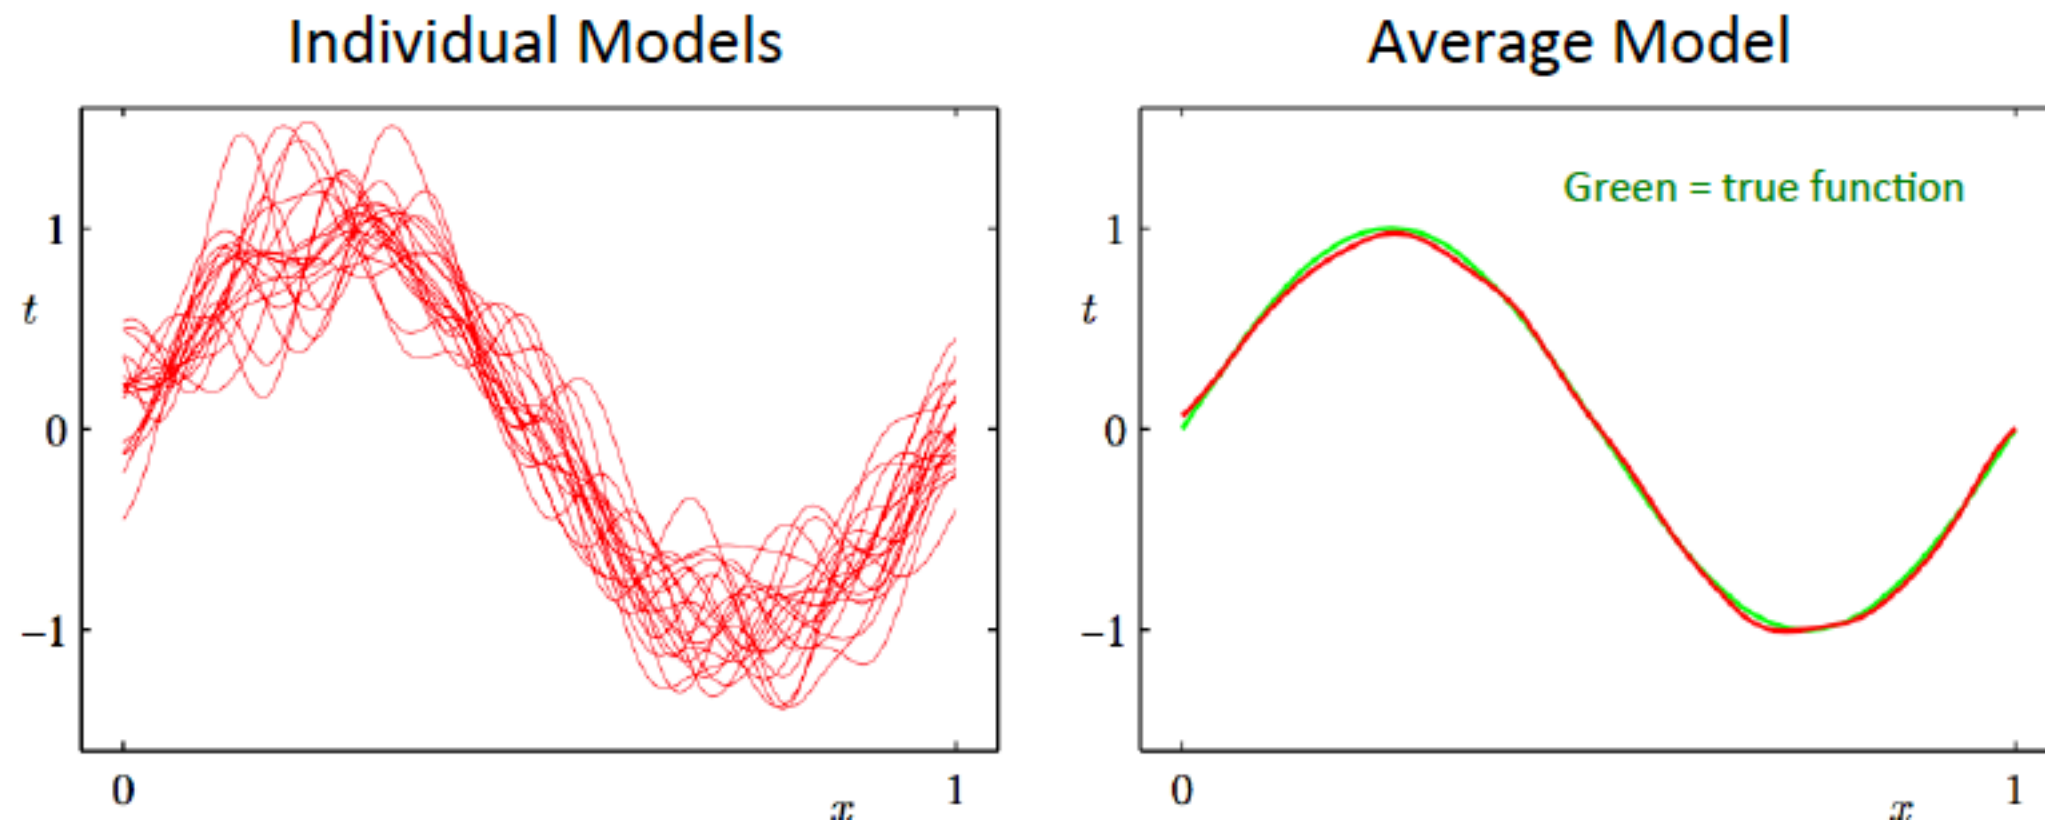 Individual Models
1
t
0
−1
0
x
1
Average Model
Green = true function
1
t
0
−1
0
x
1